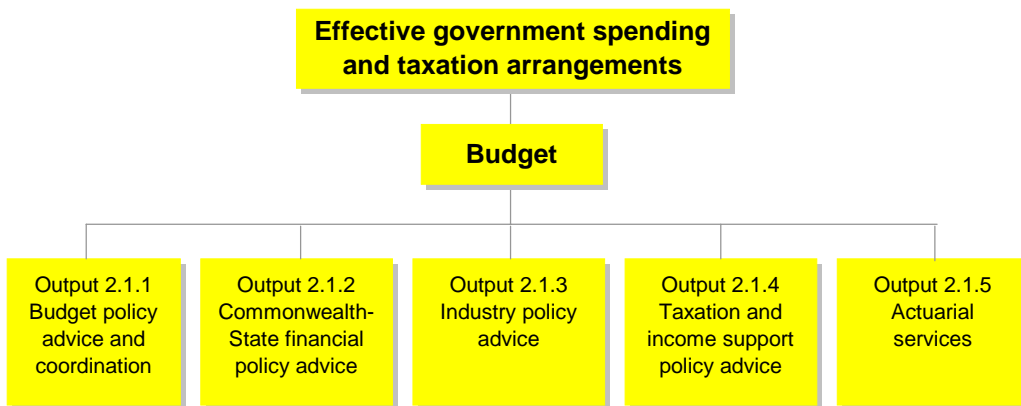 Effective government spending
and taxation arrangements
Budget
Output 2.1.1
Budget policy
advice and
coordination
Output 2.1.2
Commonwealth-
State financial
policy advice
Output 2.1.3
Industry policy
advice
Output 2.1.4
Taxation and
income support
policy advice
Output 2.1.5
Actuarial
services